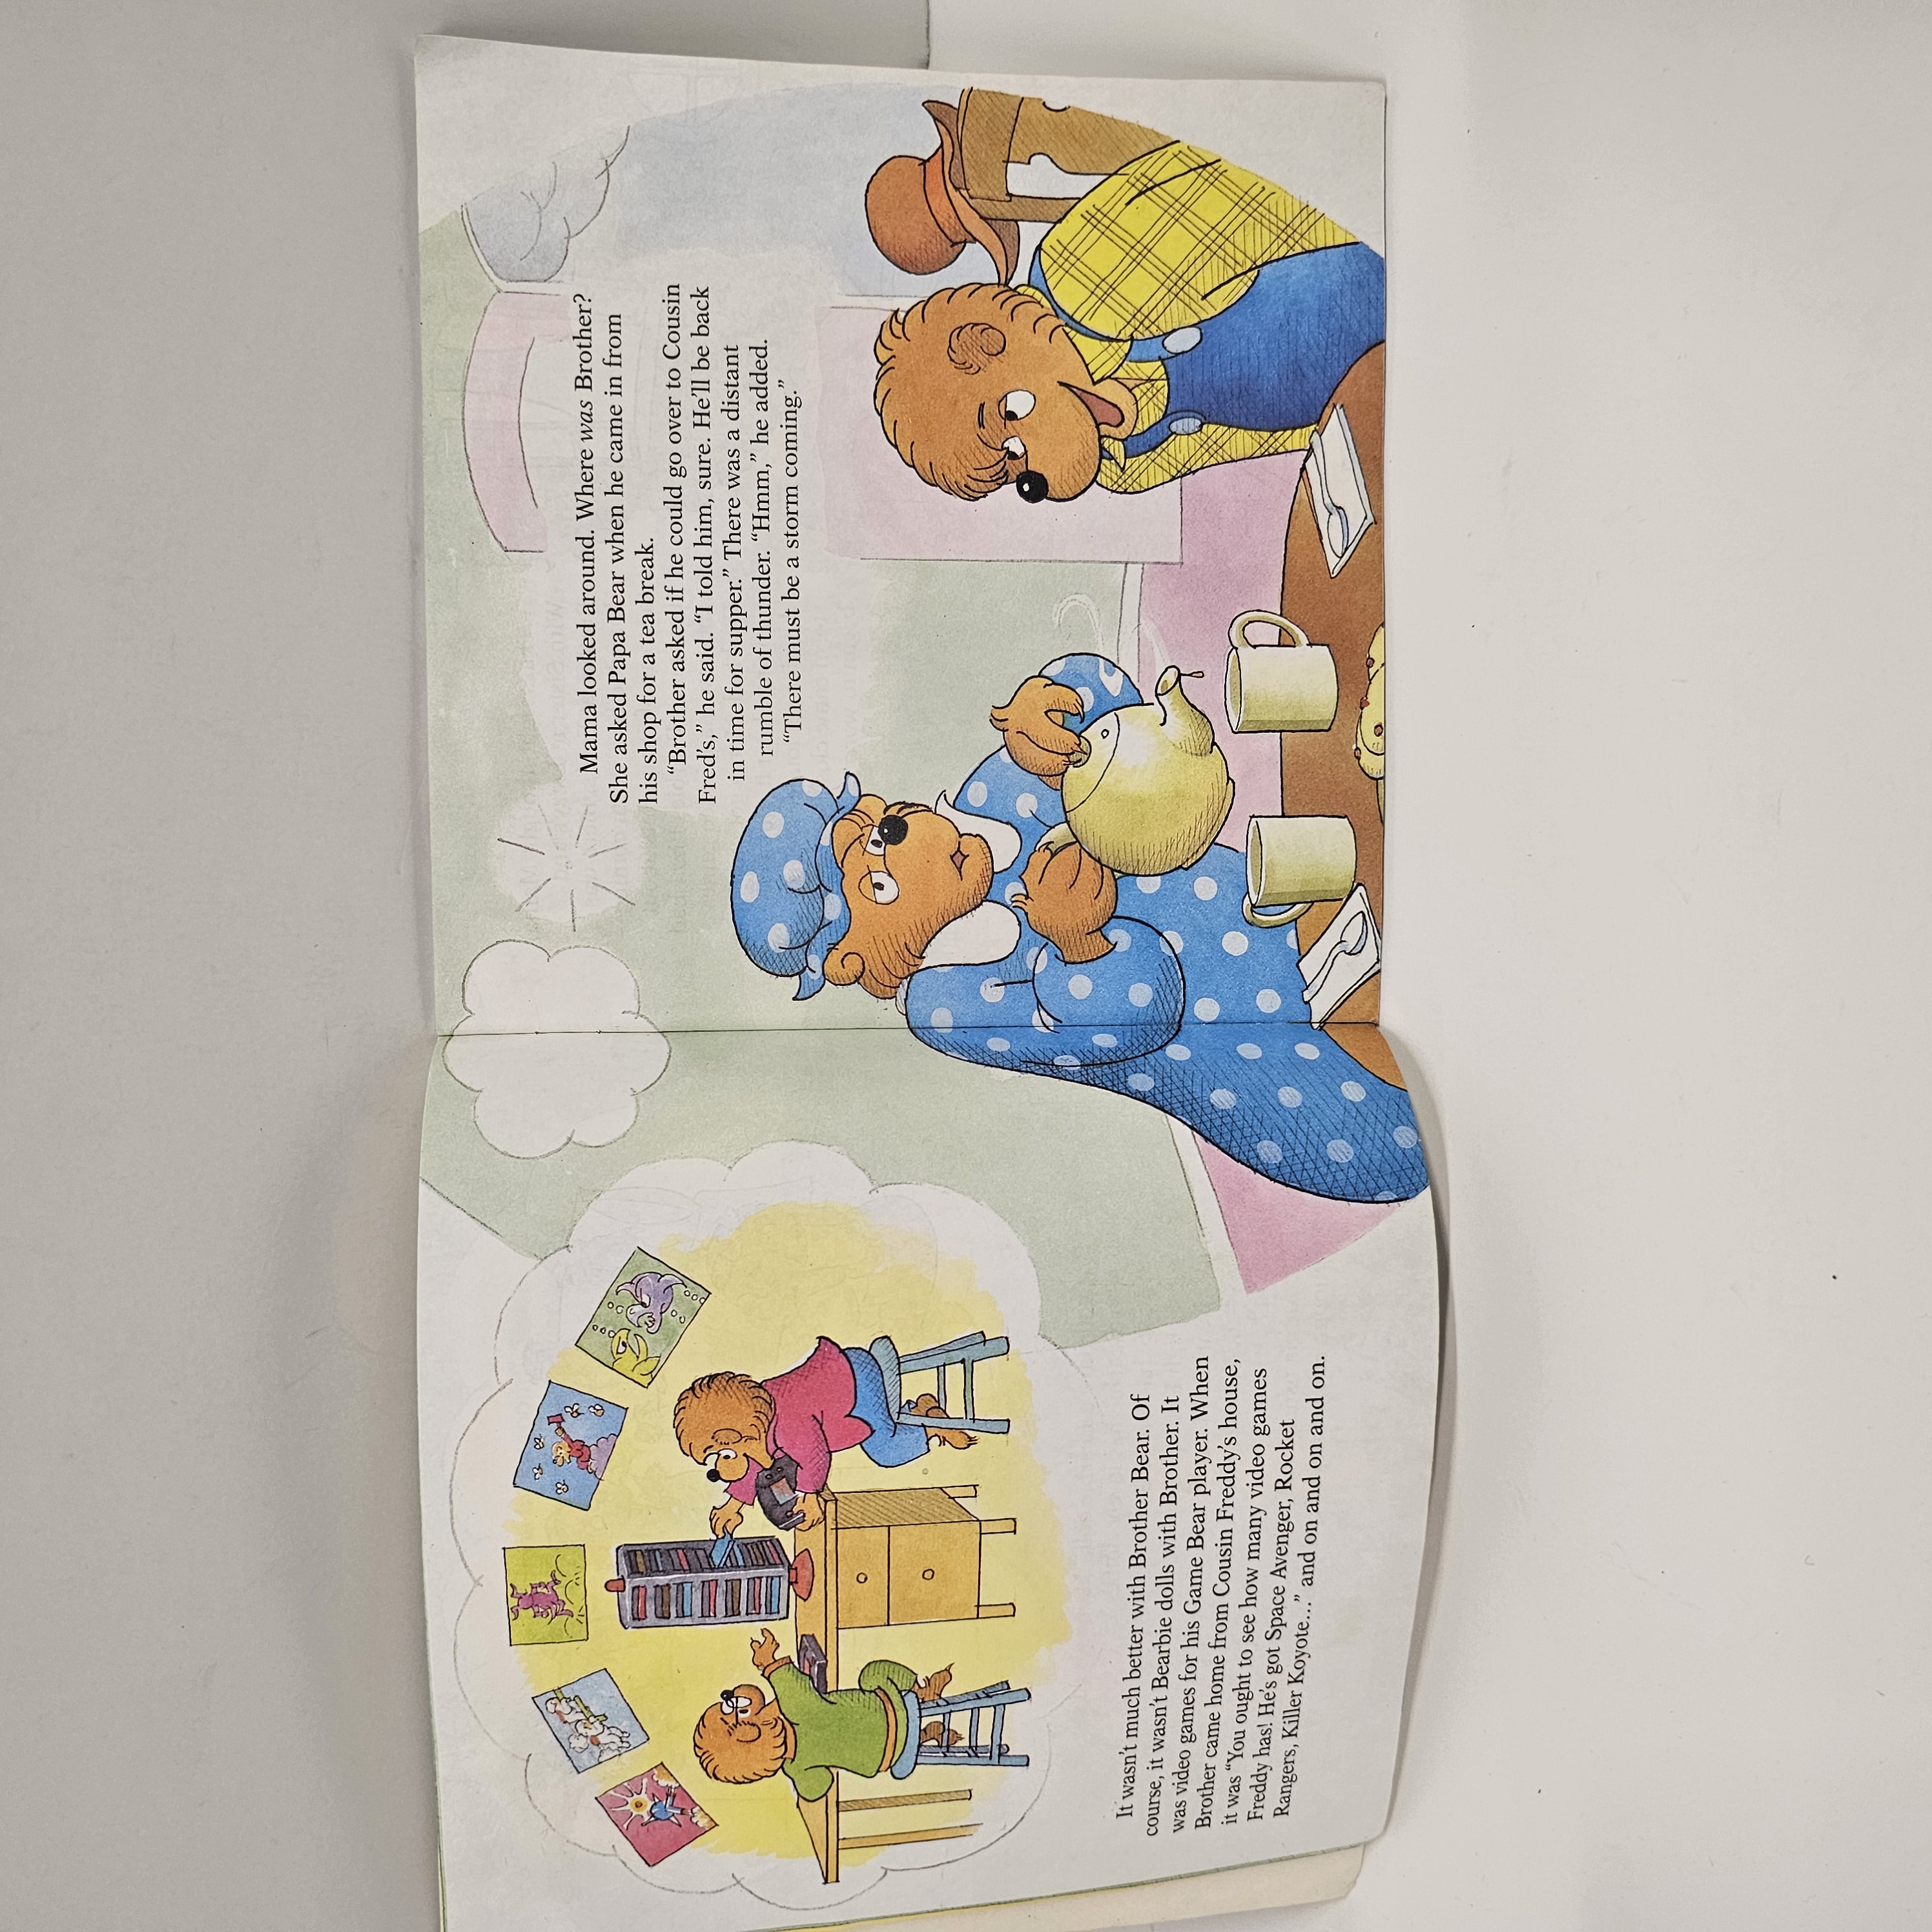 It wasn't much better with Brother Bear. Of
course, it wasn't Bearbie dolls with Brother. It
was video games for his Game Bear player. When
Brother came home from Cousin Freddy's house,
it was “You ought to see how many video games
Freddy has! He's got Space Avenger, Rocket
Rangers, Killer Koyote...” and on and on and on.
Mama looked around. Where was Brother?
She asked Papa Bear when he came in from
his shop for a tea break.
“Brother asked if he could go over to Cousin
Fred's,” he said. “I told him, sure. He'll be back
in time for supper.” There was a distant
rumble of thunder. “Hmm,” he added.
“There must be a storm coming.”